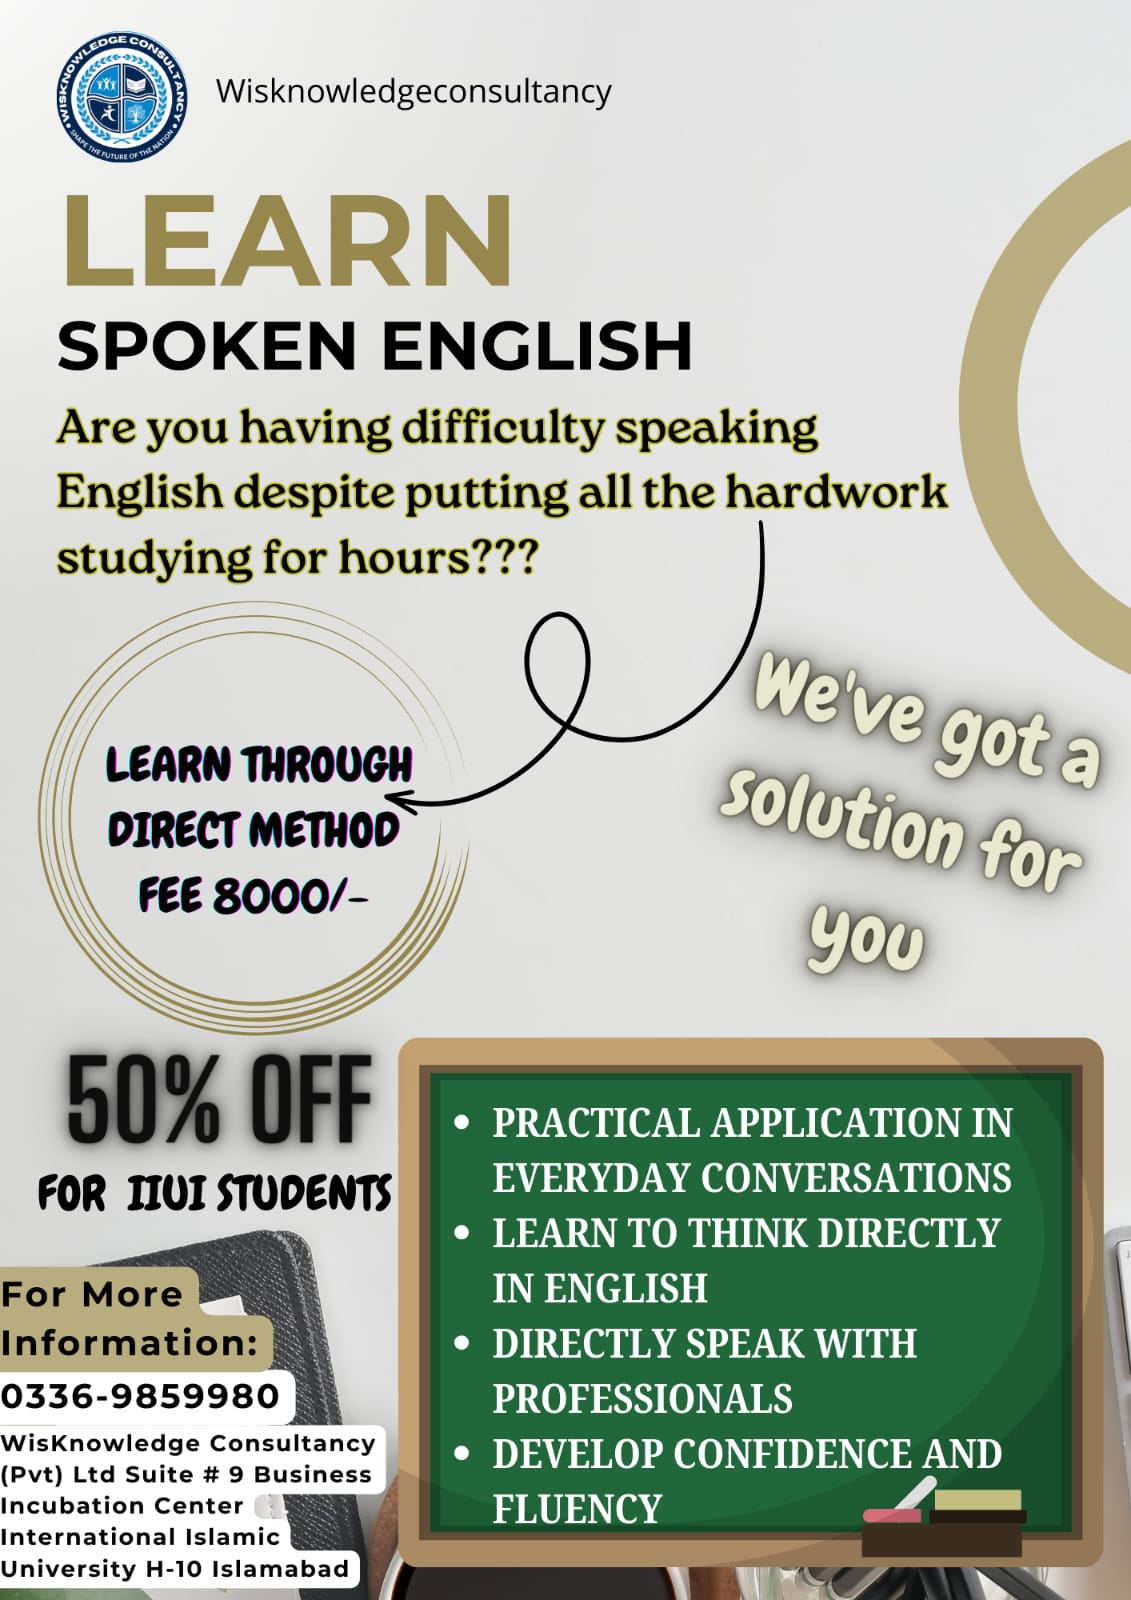 WISKNOWLEDGE CONSULTANCY
SHAPE THE FUTURE OF THE NATION
Wisknowledgeconsultancy
LEARN
SPOKEN ENGLISH
Are you having difficulty speaking
English despite putting all the hardwork
studying for hours???
We've got a
solution for
you
LEARN THROUGH
DIRECT METHOD
FEE 8000/-
50% OFF
FOR IIUI STUDENTS
• PRACTICAL APPLICATION IN
EVERYDAY CONVERSATIONS
• LEARN TO THINK DIRECTLY
IN ENGLISH
• DIRECTLY SPEAK WITH
PROFESSIONALS
• DEVELOP CONFIDENCE AND
FLUENCY
For More
Information:
0336-9859980
WisKnowledge Consultancy
(Pvt) Ltd Suite # 9 Business
Incubation Center
International Islamic
University H-10 Islamabad